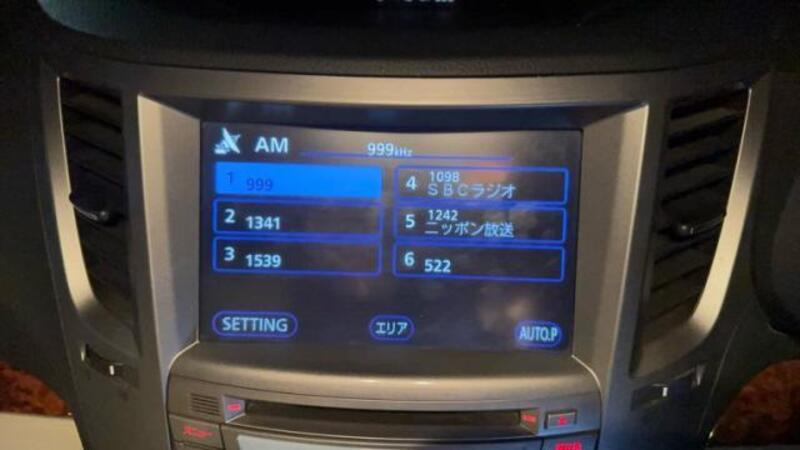 AM
999kHz
1 999
2 1341
3 1539
4 1098
SBCラジオ
5 1242
ニッポン放送
6 522
SETTING
エリア
AUTO.P